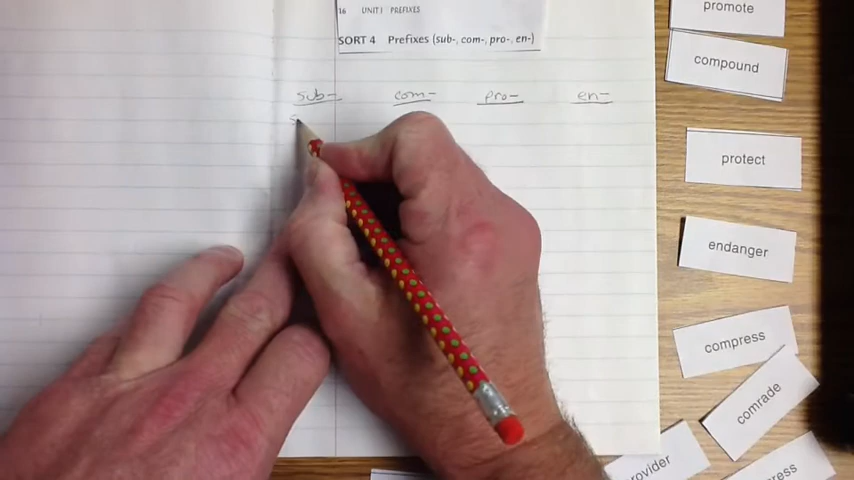 16 UNIT I PREFIXES
SORT 4 Prefixes (sub-, com-, pro-, en-)
sub- com- pro- en-
s
promote
compound
protect
endanger
compress
comrade